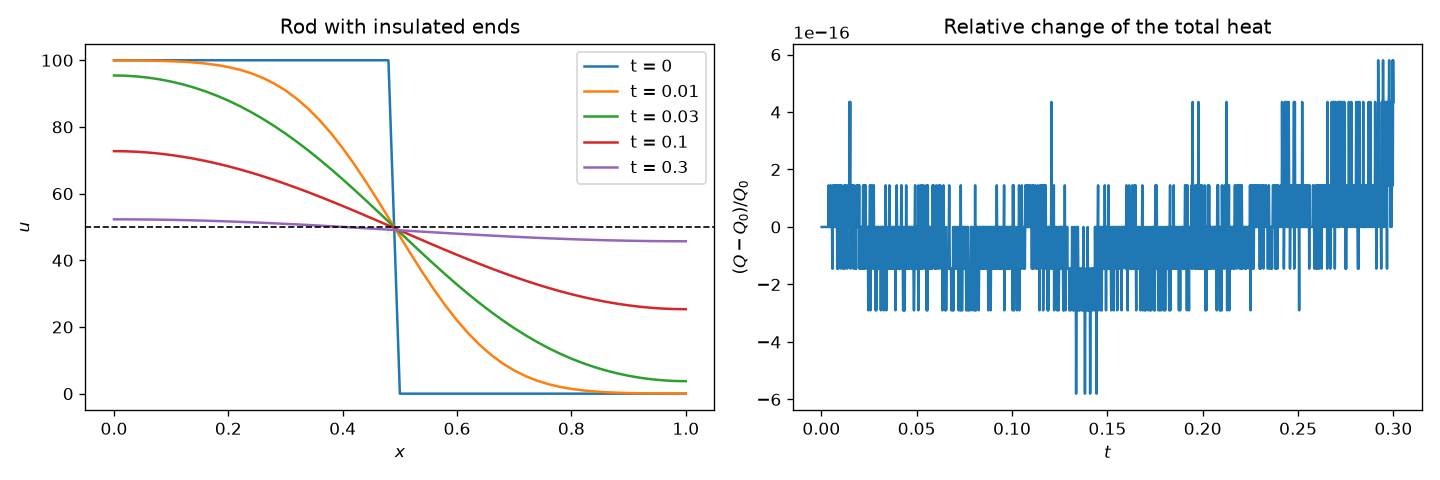 Rod with insulated ends
100
80
60
40
20
0
u
0.0 0.2 0.4 0.6 0.8 1.0
x
t = 0
t = 0.01
t = 0.03
t = 0.1
t = 0.3
Relative change of the total heat
1e−16
6
4
2
0
−2
−4
−6
(Q − Q₀)/Q₀
0.00 0.05 0.10 0.15 0.20 0.25 0.30
t